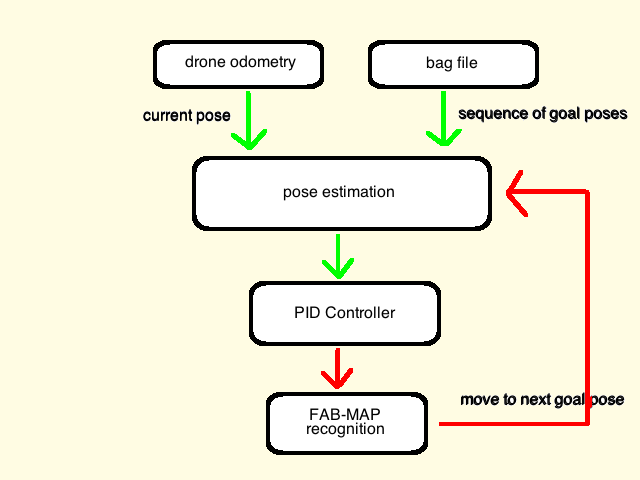 drone odometry
bag file
current pose
sequence of goal poses
pose estimation
PID Controller
FAB-MAP
recognition
move to next goal pose